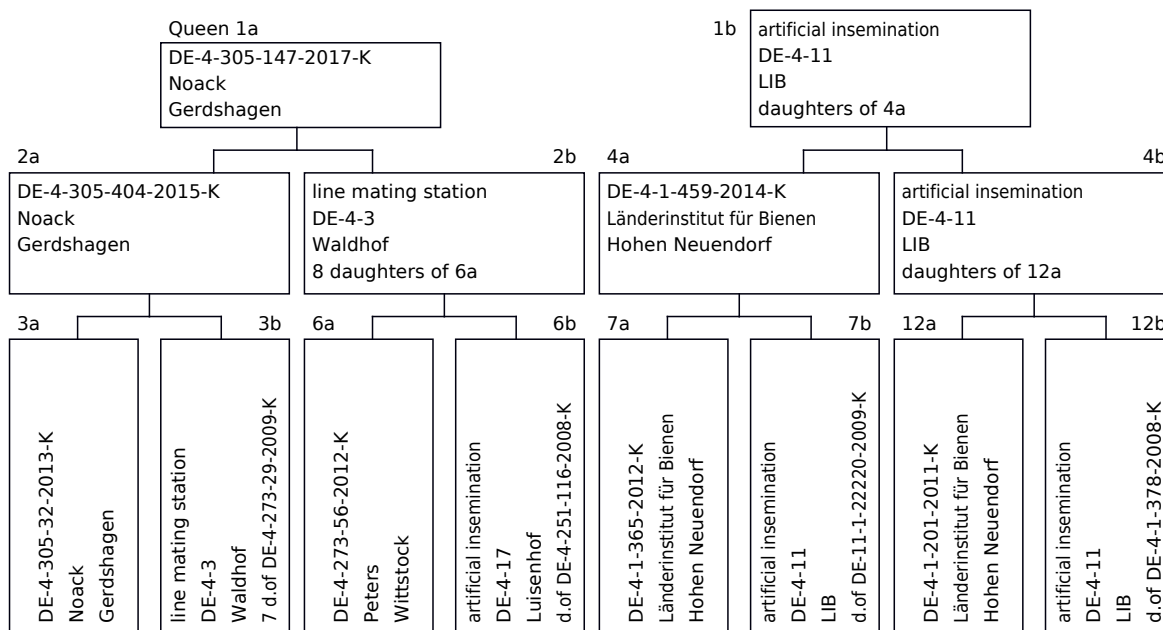 Queen 1a
DE-4-305-147-2017-K
Noack
Gerdshagen
1b
artificial insemination
DE-4-11
LIB
daughters of 4a
2a
DE-4-305-404-2015-K
Noack
Gerdshagen
2b
line mating station
DE-4-3
Waldhof
8 daughters of 6a
4a
DE-4-1-459-2014-K
Länderinstitut für Bienen
Hohen Neuendorf
4b
artificial insemination
DE-4-11
LIB
daughters of 12a
3a
DE-4-305-32-2013-K
Noack
Gerdshagen
3b
line mating station
DE-4-3
Waldhof
7 d.of DE-4-273-29-2009-K
6a
DE-4-273-56-2012-K
Peters
Wittstock
6b
artificial insemination
DE-4-17
Luisenhof
d.of DE-4-251-116-2008-K
7a
DE-4-1-365-2012-K
Länderinstitut für Bienen
Hohen Neuendorf
7b
artificial insemination
DE-4-11
LIB
d.of DE-11-1-22220-2009-K
12a
DE-4-1-201-2011-K
Länderinstitut für Bienen
Hohen Neuendorf
12b
artificial insemination
DE-4-11
LIB
d.of DE-4-1-378-2008-K